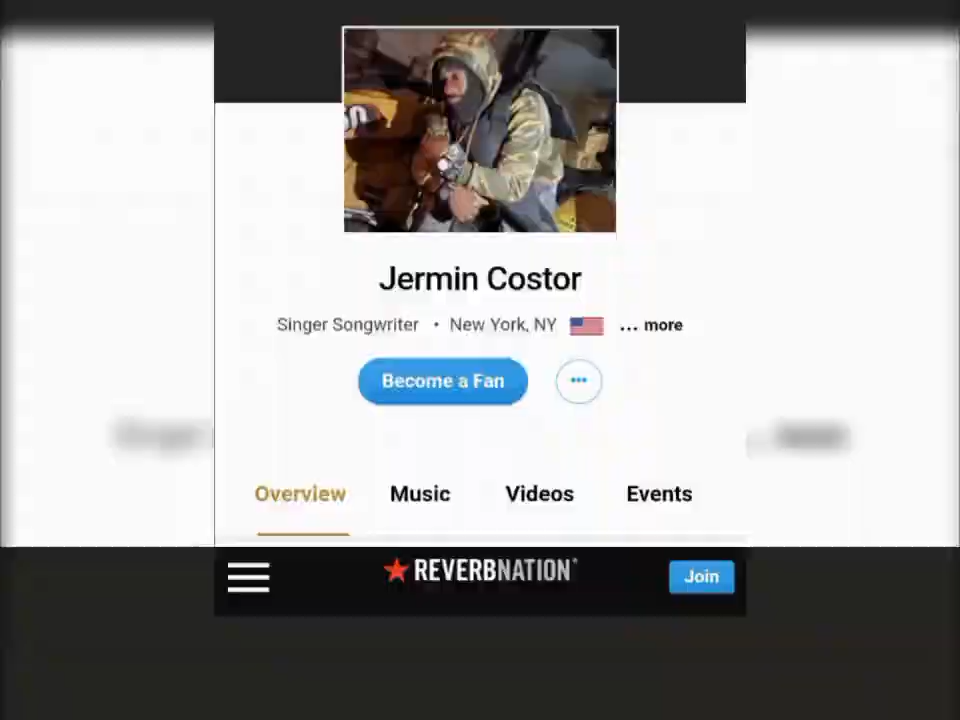 Jermin Costor
Singer Songwriter • New York, NY ... more
Become a Fan
Overview Music Videos Events
REVERBNATION
Join